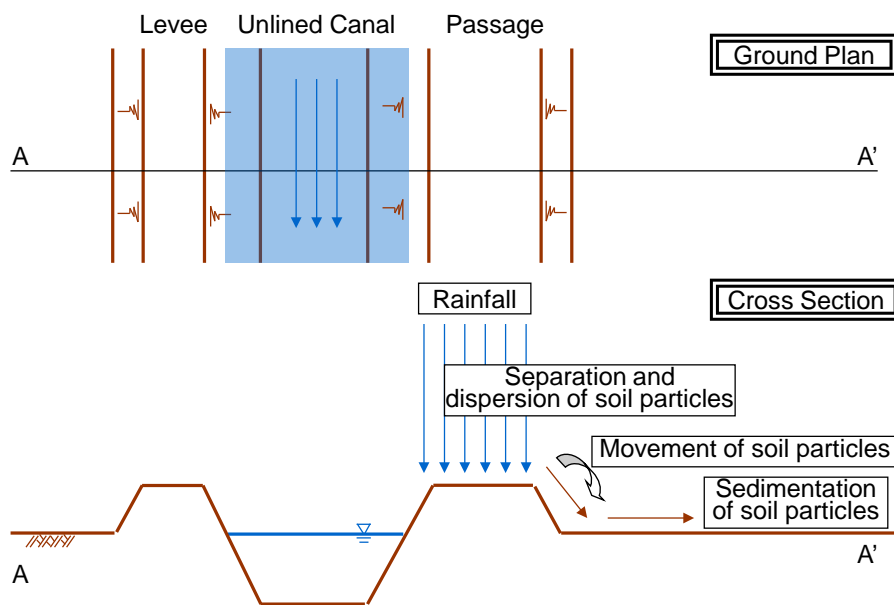 Levee
Unlined Canal
Passage
Ground Plan
A
A'
Rainfall
Cross Section
Separation and
dispersion of soil particles
Movement of soil particles
Sedimentation
of soil particles
A
A'